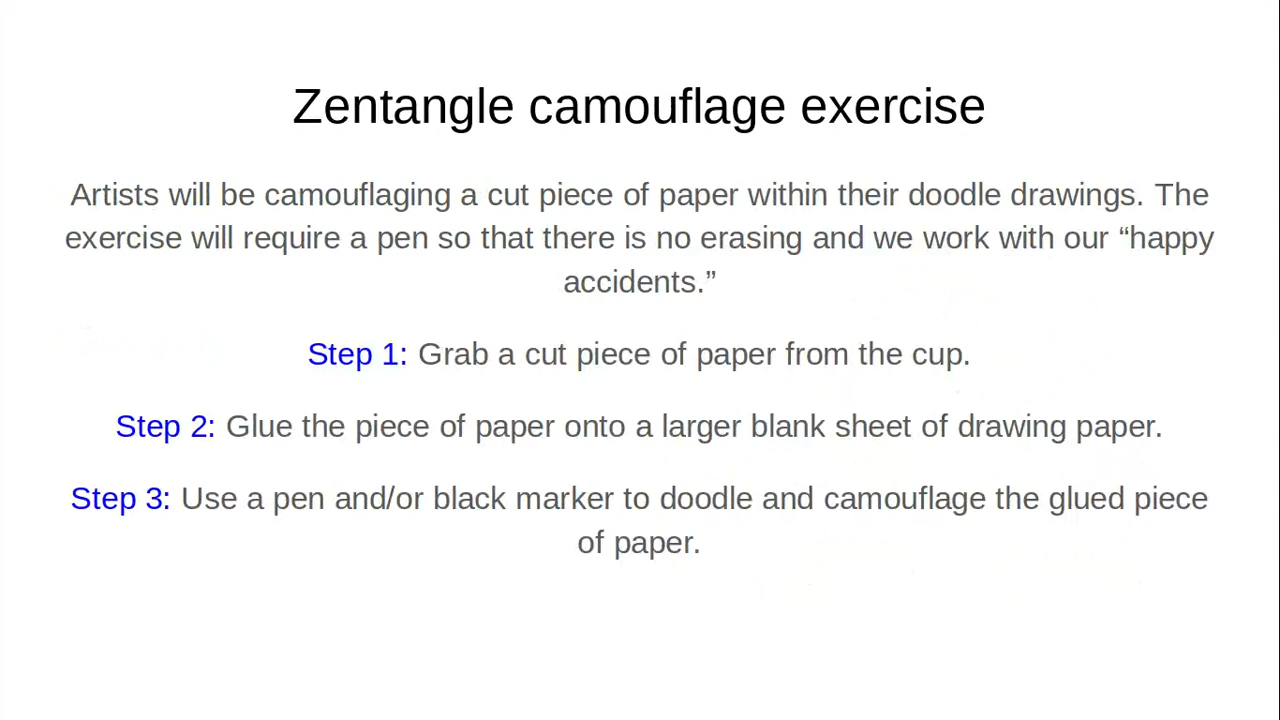 Zentangle camouflage exercise
Artists will be camouflaging a cut piece of paper within their doodle drawings. The
exercise will require a pen so that there is no erasing and we work with our “happy
accidents.”
Step 1: Grab a cut piece of paper from the cup.
Step 2: Glue the piece of paper onto a larger blank sheet of drawing paper.
Step 3: Use a pen and/or black marker to doodle and camouflage the glued piece
of paper.